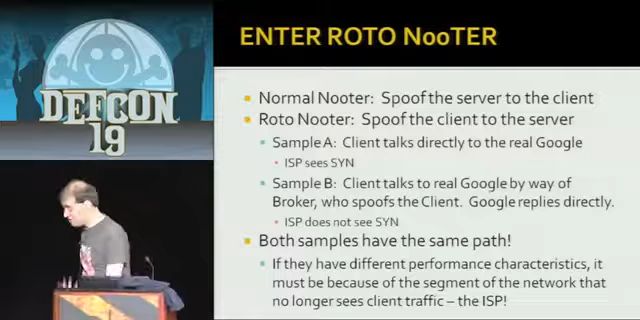 DEFCON
19
ENTER ROTO NooTER
Normal Nooter: Spoof the server to the client
Roto Nooter: Spoof the client to the server
Sample A: Client talks directly to the real Google
ISP sees SYN
Sample B: Client talks to real Google by way of
Broker, who spoofs the Client. Google replies directly.
ISP does not see SYN
Both samples have the same path!
If they have different performance characteristics, it
must be because of the segment of the network that
no longer sees client traffic – the ISP!